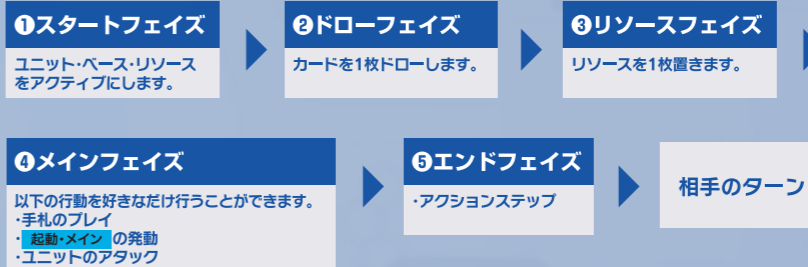 ❶スタートフェイズ
ユニット・ベース・リソース
をアクティブにします。
❷ドローフェイズ
カードを1枚ドローします。
❸リソースフェイズ
リソースを1枚置きます。
❹メインフェイズ
以下の行動を好きなだけ行うことができます。
・手札のプレイ
・起動・メイン の発動
・ユニットのアタック
❺エンドフェイズ
・アクションステップ
相手のターン